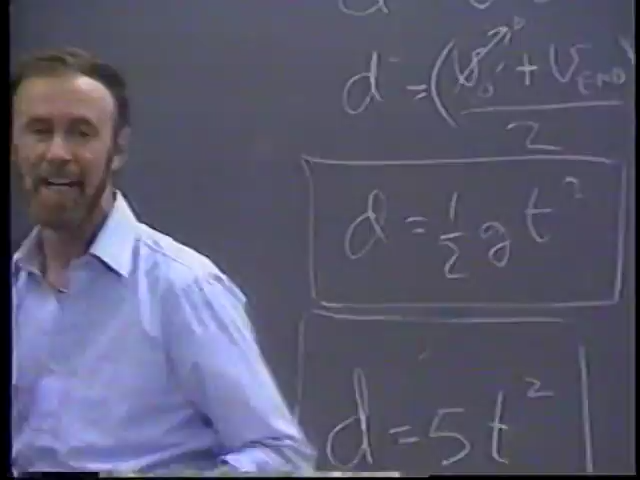 d = (V₀ + V_END)/2
d = 1/2 g t²
d = 5 t²